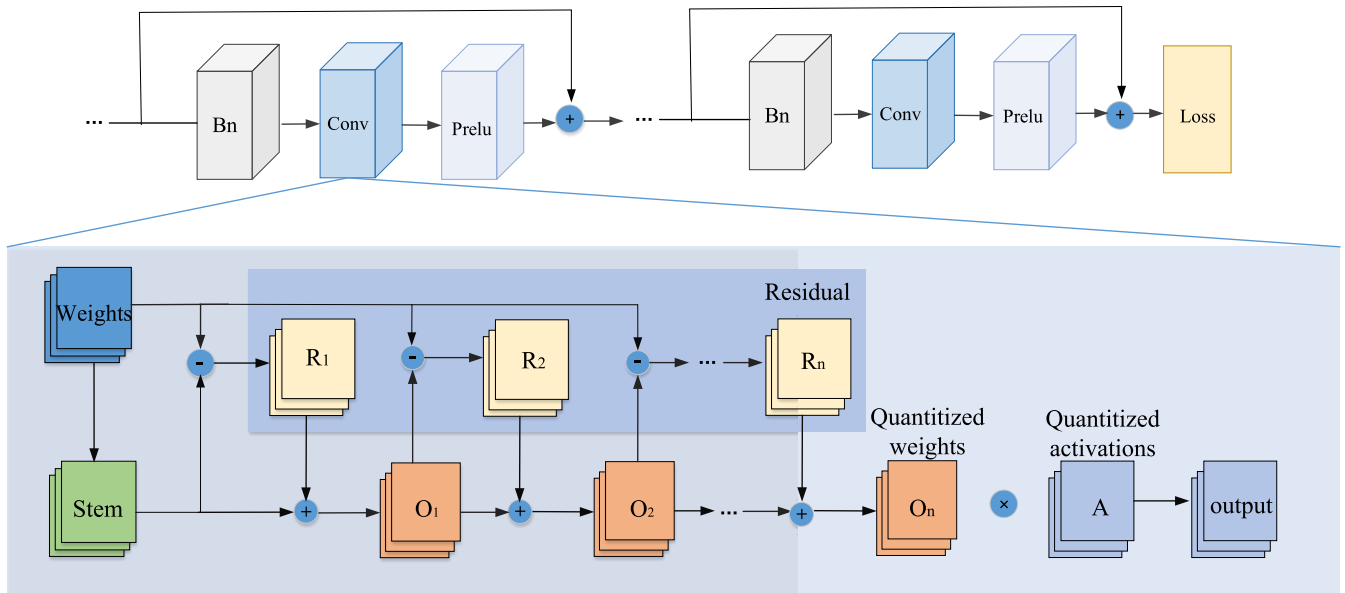 ... Bn Conv Prelu + ... Bn Conv Prelu + Loss
Residual
Weights
- R1 - R2 - ... Rn
Quantitized
weights
Quantitized
activations
Stem + O1 + O2 ... + On × A output